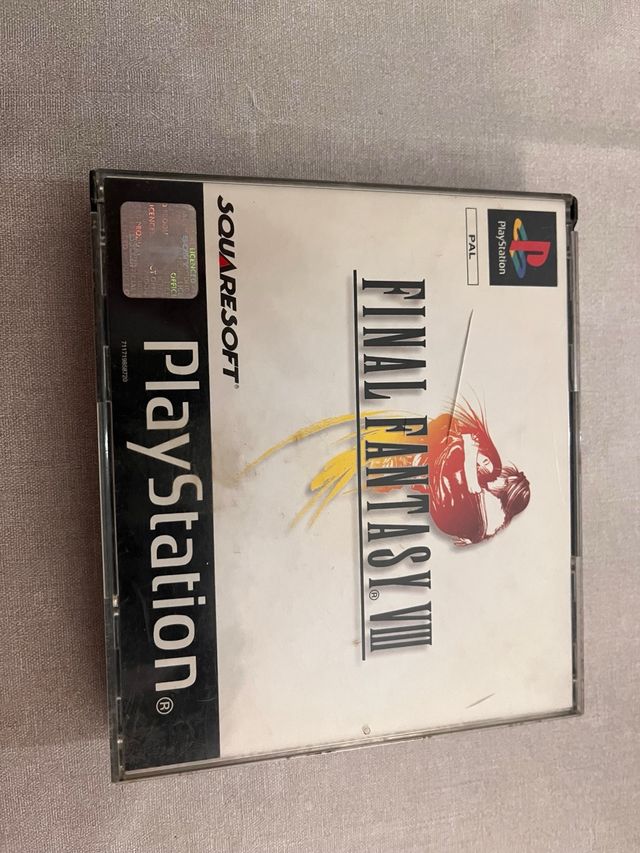 PlayStation
PAL
FINAL FANTASY® VIII
SQUARESOFT®
PlayStation®